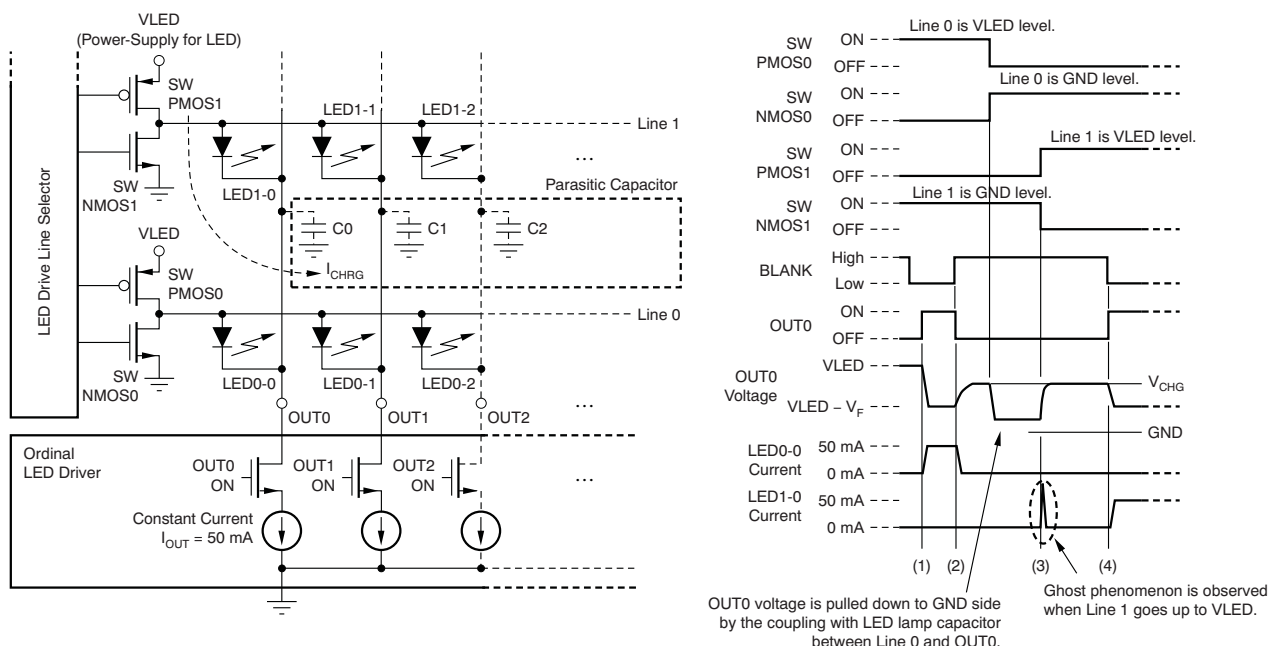 VLED
(Power-Supply for LED)
SW
PMOS1
LED1-1
LED1-2
Line 1
LED Drive Line Selector
SW
NMOS1
LED1-0
...
Parasitic Capacitor
C0
C1
C2
VLED
SW
PMOS0
ICHRG
Line 0
SW
NMOS0
LED0-0
LED0-1
LED0-2
OUT0
OUT1
OUT2
...
Ordinal
LED Driver
OUT0
ON
OUT1
ON
OUT2
ON
...
Constant Current
IOUT = 50 mA
Line 0 is VLED level.
SW
PMOS0
ON
OFF
Line 0 is GND level.
SW
NMOS0
ON
OFF
Line 1 is VLED level.
SW
PMOS1
ON
OFF
Line 1 is GND level.
SW
NMOS1
ON
OFF
BLANK
High
Low
OUT0
ON
OFF
OUT0
Voltage
VLED
VLED – VF
VCHG
GND
LED0-0
Current
50 mA
0 mA
LED1-0
Current
50 mA
0 mA
(1)
(2)
(3)
(4)
Ghost phenomenon is observed
when Line 1 goes up to VLED.
OUT0 voltage is pulled down to GND side
by the coupling with LED lamp capacitor
between Line 0 and OUT0.